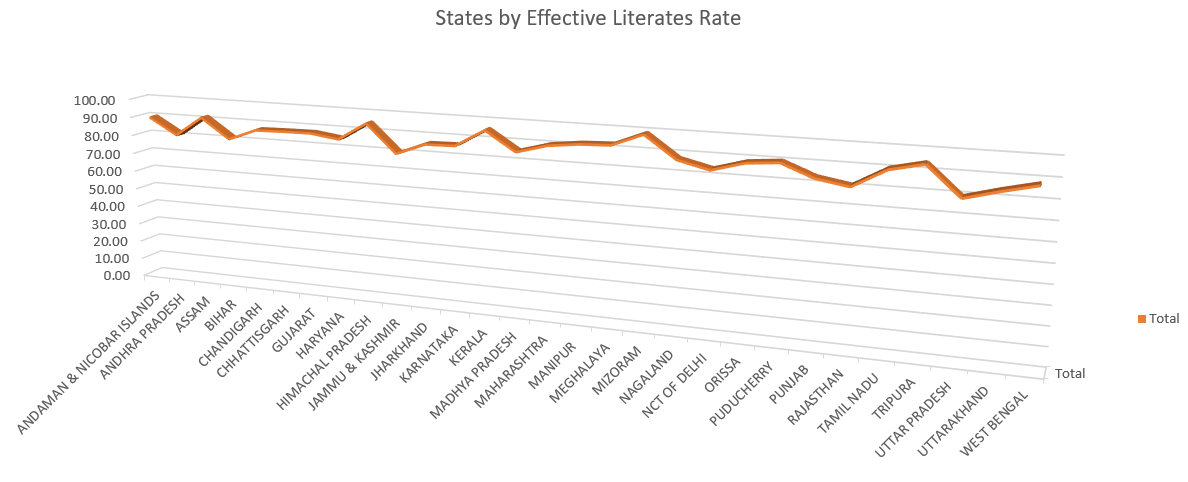 States by Effective Literates Rate
100.00
90.00
80.00
70.00
60.00
50.00
40.00
30.00
20.00
10.00
0.00
ANDAMAN & NICOBAR ISLANDS
ANDHRA PRADESH
ASSAM
BIHAR
CHANDIGARH
CHHATTISGARH
GUJARAT
HARYANA
HIMACHAL PRADESH
JAMMU & KASHMIR
JHARKHAND
KARNATAKA
KERALA
MADHYA PRADESH
MAHARASHTRA
MANIPUR
MEGHALAYA
MIZORAM
NAGALAND
NCT OF DELHI
ORISSA
PUDUCHERRY
PUNJAB
RAJASTHAN
TAMIL NADU
TRIPURA
UTTAR PRADESH
UTTARAKHAND
WEST BENGAL
Total
Total